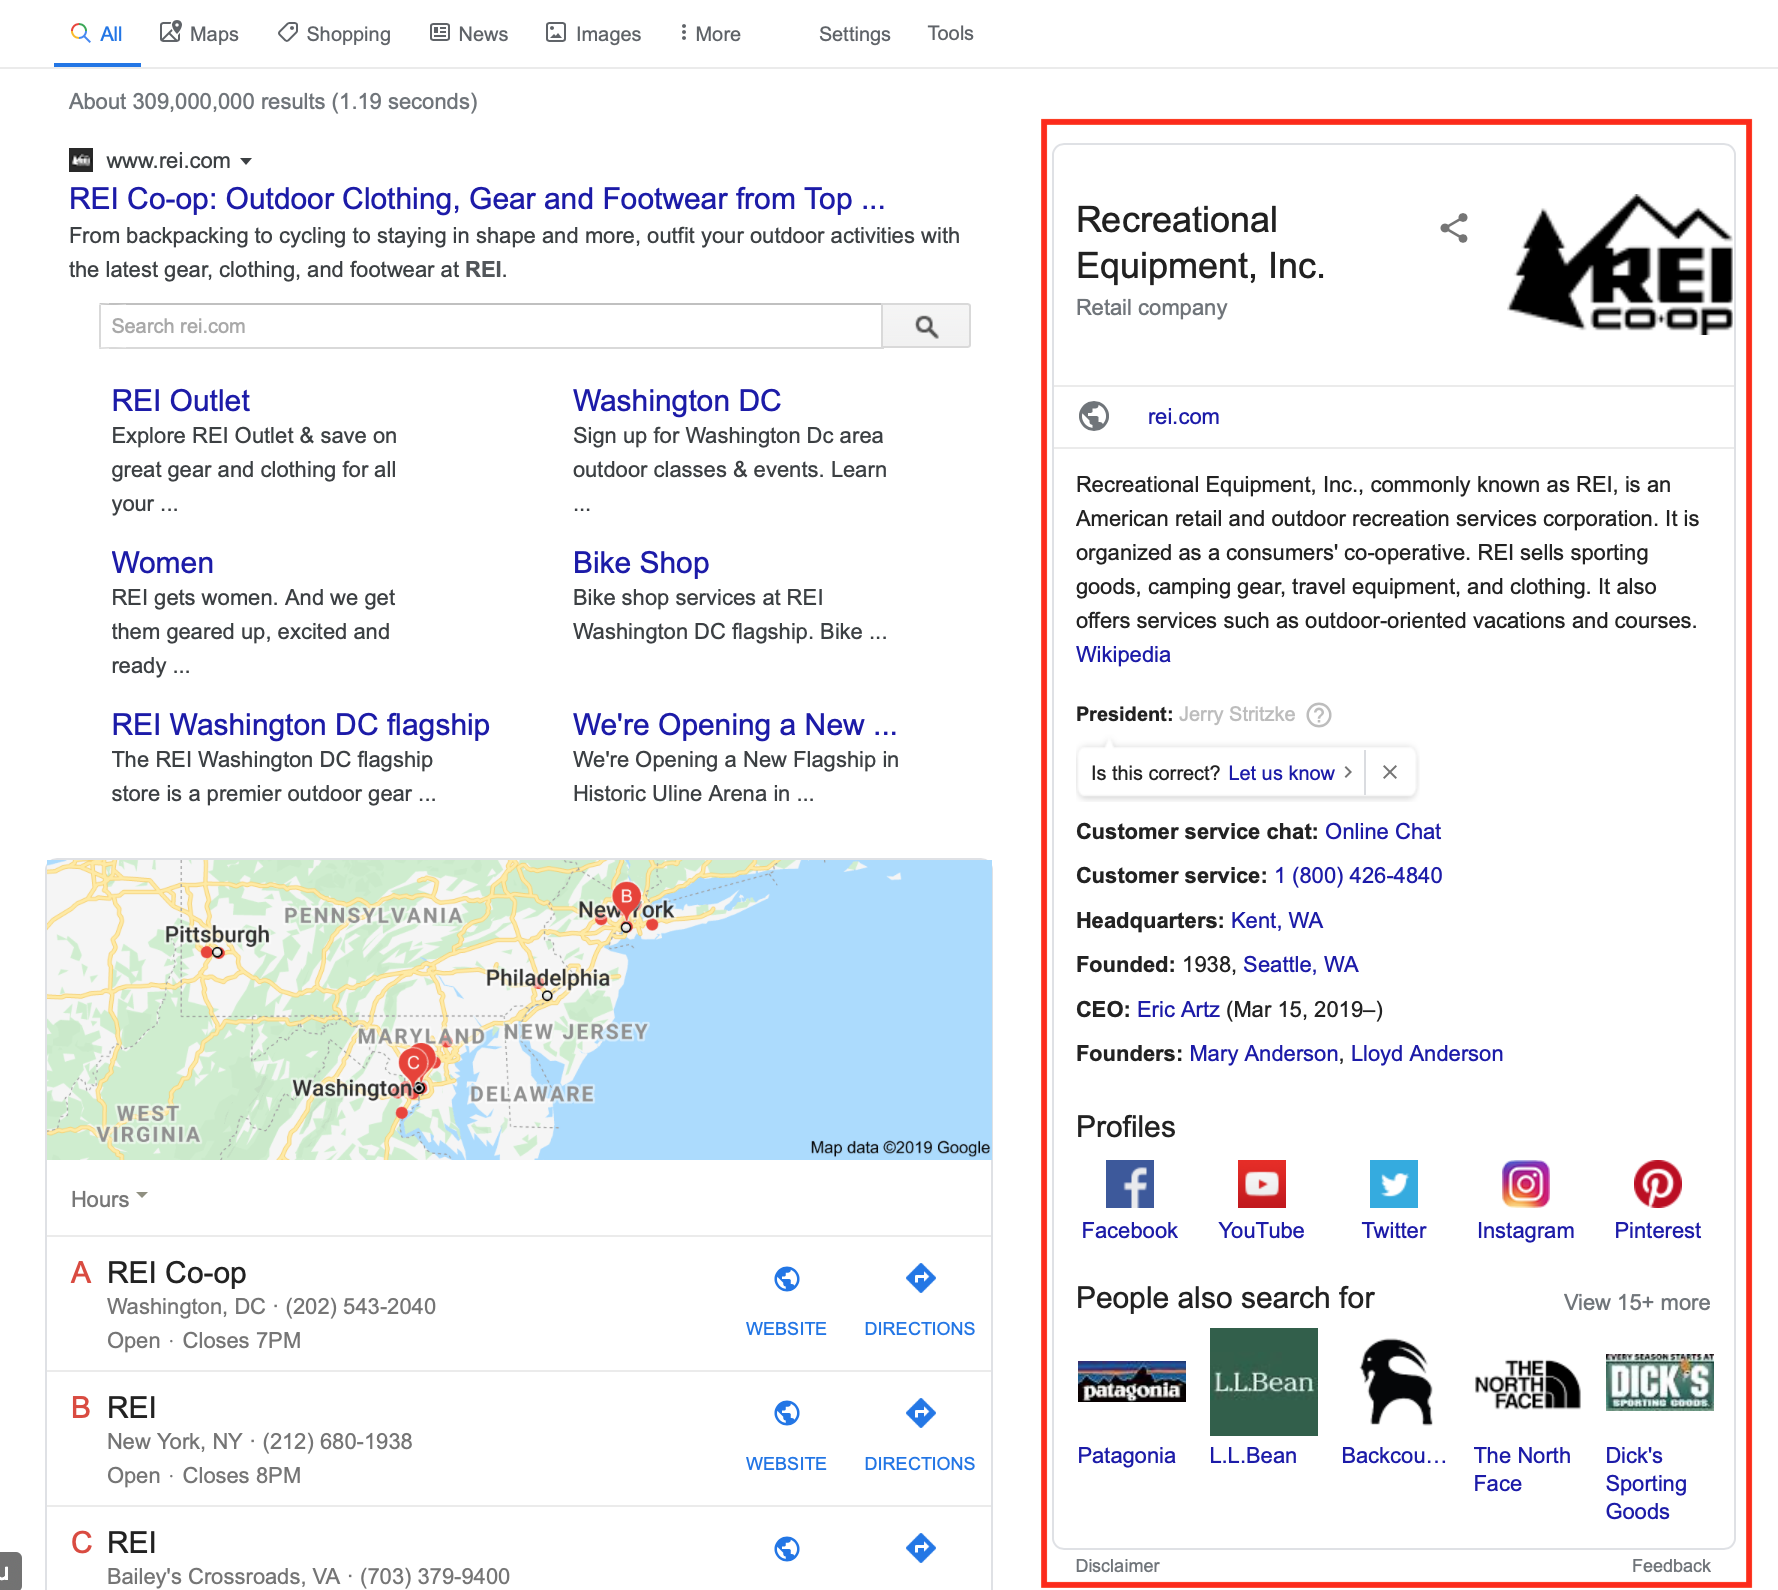 All
Maps
Shopping
News
Images
More
Settings
Tools
About 309,000,000 results (1.19 seconds)
www.rei.com
REI Co-op: Outdoor Clothing, Gear and Footwear from Top ...
From backpacking to cycling to staying in shape and more, outfit your outdoor activities with
the latest gear, clothing, and footwear at REI.
Search rei.com
REI Outlet
Explore REI Outlet & save on
great gear and clothing for all
your ...
Washington DC
Sign up for Washington Dc area
outdoor classes & events. Learn
...
Women
REI gets women. And we get
them geared up, excited and
ready ...
Bike Shop
Bike shop services at REI
Washington DC flagship. Bike ...
REI Washington DC flagship
The REI Washington DC flagship
store is a premier outdoor gear ...
We're Opening a New ...
We're Opening a New Flagship in
Historic Uline Arena in ...
PENNSYLVANIA
Pittsburgh
B
New York
Philadelphia
MARYLAND
NEW JERSEY
C
Washington
DELAWARE
WEST
VIRGINIA
Map data ©2019 Google
Hours
A REI Co-op
Washington, DC · (202) 543-2040
Open · Closes 7PM
WEBSITE
DIRECTIONS
B REI
New York, NY · (212) 680-1938
Open · Closes 8PM
WEBSITE
DIRECTIONS
C REI
Bailey's Crossroads, VA · (703) 379-9400
Recreational
Equipment, Inc.
Retail company
REI
CO·OP
rei.com
Recreational Equipment, Inc., commonly known as REI, is an
American retail and outdoor recreation services corporation. It is
organized as a consumers' co-operative. REI sells sporting
goods, camping gear, travel equipment, and clothing. It also
offers services such as outdoor-oriented vacations and courses.
Wikipedia
President: Jerry Stritzke ?
Is this correct? Let us know
Customer service chat: Online Chat
Customer service: 1 (800) 426-4840
Headquarters: Kent, WA
Founded: 1938, Seattle, WA
CEO: Eric Artz (Mar 15, 2019–)
Founders: Mary Anderson, Lloyd Anderson
Profiles
Facebook
YouTube
Twitter
Instagram
Pinterest
People also search for
View 15+ more
patagonia
L.L.Bean
THE
NORTH
FACE
EVERY SEASON STARTS AT
DICK'S
SPORTING GOODS.
Patagonia
L.L.Bean
Backcou...
The North
Face
Dick's
Sporting
Goods
Disclaimer
Feedback